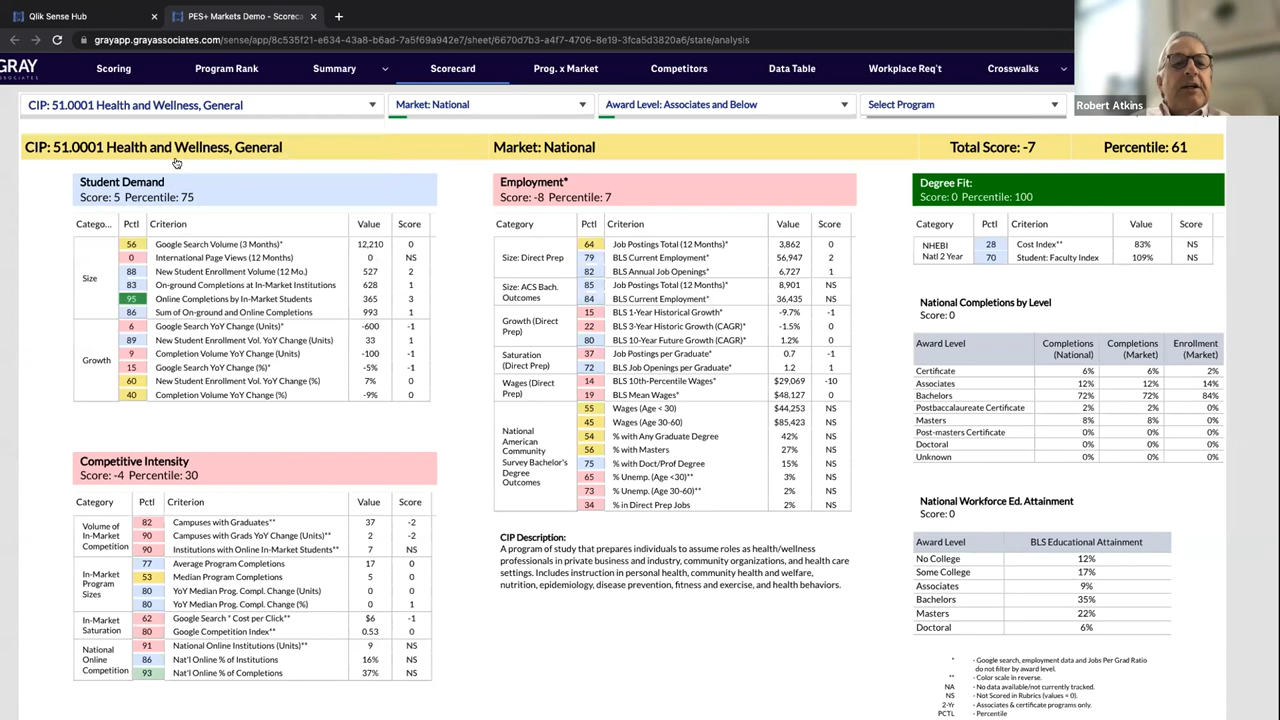 Qlik Sense Hub
PES+ Markets Demo - Scoreca
grayapp.grayassociates.com/sense/app/8c535f21-e634-43a8-b6ad-7a5f69a942e7/sheet/6670d7b3-a4f7-4706-8e19-3fca5d3820a6/state/analysis
GRAY
ASSOCIATES
Scoring
Program Rank
Summary
Scorecard
Prog. x Market
Competitors
Data Table
Workplace Req't
Crosswalks
Robert Atkins
CIP: 51.0001 Health and Wellness, General
Market: National
Award Level: Associates and Below
Select Program
CIP: 51.0001 Health and Wellness, General
Market: National
Total Score: -7
Percentile: 61
Student Demand
Score: 5 Percentile: 75
Catego... Pctl Criterion Value Score
Size
56 Google Search Volume (3 Months)* 12,210 0
0 International Page Views (12 Months) 0 NS
88 New Student Enrollment Volume (12 Mo.) 527 2
83 On-ground Completions at In-Market Institutions 628 1
95 Online Completions by In-Market Students 365 3
86 Sum of On-ground and Online Completions 993 1
Growth
6 Google Search YoY Change (Units)* -600 -1
89 New Student Enrollment Vol. YoY Change (Units) 33 1
9 Completion Volume YoY Change (Units) -100 -1
15 Google Search YoY Change (%)* -5% -1
60 New Student Enrollment Vol. YoY Change (%) 7% 0
40 Completion Volume YoY Change (%) -9% 0
Competitive Intensity
Score: -4 Percentile: 30
Category Pctl Criterion Value Score
Volume of
In-Market
Competition
82 Campuses with Graduates** 37 -2
90 Campuses with Grads YoY Change (Units)** 2 -2
90 Institutions with Online In-Market Students** 7 NS
In-Market
Program
Sizes
77 Average Program Completions 17 0
53 Median Program Completions 5 0
80 YoY Median Prog. Compl. Change (Units) 0 0
80 YoY Median Prog. Compl. Change (%) 0 1
In-Market
Saturation
62 Google Search * Cost per Click** $6 -1
80 Google Competition Index** 0.53 0
National
Online
Competition
91 National Online Institutions (Units)** 9 NS
86 Nat'l Online % of Institutions 16% NS
93 Nat'l Online % of Completions 37% NS
Employment*
Score: -8 Percentile: 7
Category Pctl Criterion Value Score
Size: Direct Prep
64 Job Postings Total (12 Months)* 3,862 0
79 BLS Current Employment* 56,947 2
82 BLS Annual Job Openings* 6,727 1
Size: ACS Bach.
Outcomes
85 Job Postings Total (12 Months)* 8,901 NS
84 BLS Current Employment* 36,435 NS
Growth (Direct
Prep)
15 BLS 1-Year Historical Growth* -9.7% -1
22 BLS 3-Year Historic Growth (CAGR)* -1.5% 0
80 BLS 10-Year Future Growth (CAGR)* 1.2% 0
Saturation
(Direct Prep)
37 Job Postings per Graduate* 0.7 -1
72 BLS Job Openings per Graduate* 1.2 1
Wages (Direct
Prep)
14 BLS 10th-Percentile Wages* $29,069 -10
19 BLS Mean Wages* $48,127 0
National
American
Community
Survey Bachelor's
Degree
Outcomes
55 Wages (Age < 30) $44,253 NS
45 Wages (Age 30-60) $85,423 NS
54 % with Any Graduate Degree 42% NS
56 % with Masters 27% NS
75 % with Doct/Prof Degree 15% NS
65 % Unemp. (Age <30)** 3% NS
73 % Unemp. (Age 30-60)** 2% NS
34 % in Direct Prep Jobs 2% NS
CIP Description:
A program of study that prepares individuals to assume roles as health/wellness
professionals in private business and industry, community organizations, and health care
settings. Includes instruction in personal health, community health and welfare,
nutrition, epidemiology, disease prevention, fitness and exercise, and health behaviors.
Degree Fit:
Score: 0 Percentile: 100
Category Pctl Criterion Value Score
NHEBI
Natl 2 Year
28 Cost Index** 83% NS
70 Student: Faculty Index 109% NS
National Completions by Level
Score: 0
Award Level Completions (National) Completions (Market) Enrollment (Market)
Certificate 6% 6% 2%
Associates 12% 12% 14%
Bachelors 72% 72% 84%
Postbaccalaureate Certificate 2% 2% 0%
Masters 8% 8% 0%
Post-masters Certificate 0% 0% 0%
Doctoral 0% 0% 0%
Unknown 0% 0% 0%
National Workforce Ed. Attainment
Score: 0
Award Level BLS Educational Attainment
No College 12%
Some College 17%
Associates 9%
Bachelors 35%
Masters 22%
Doctoral 6%
* - Google search, employment data and Jobs Per Grad Ratio
do not filter by award level.
** - Color scale in reverse.
NA - No data available/not currently tracked.
NS - Not Scored in Rubrics (values = 0).
2-Yr - Associates & certificate programs only.
PCTL - Percentile